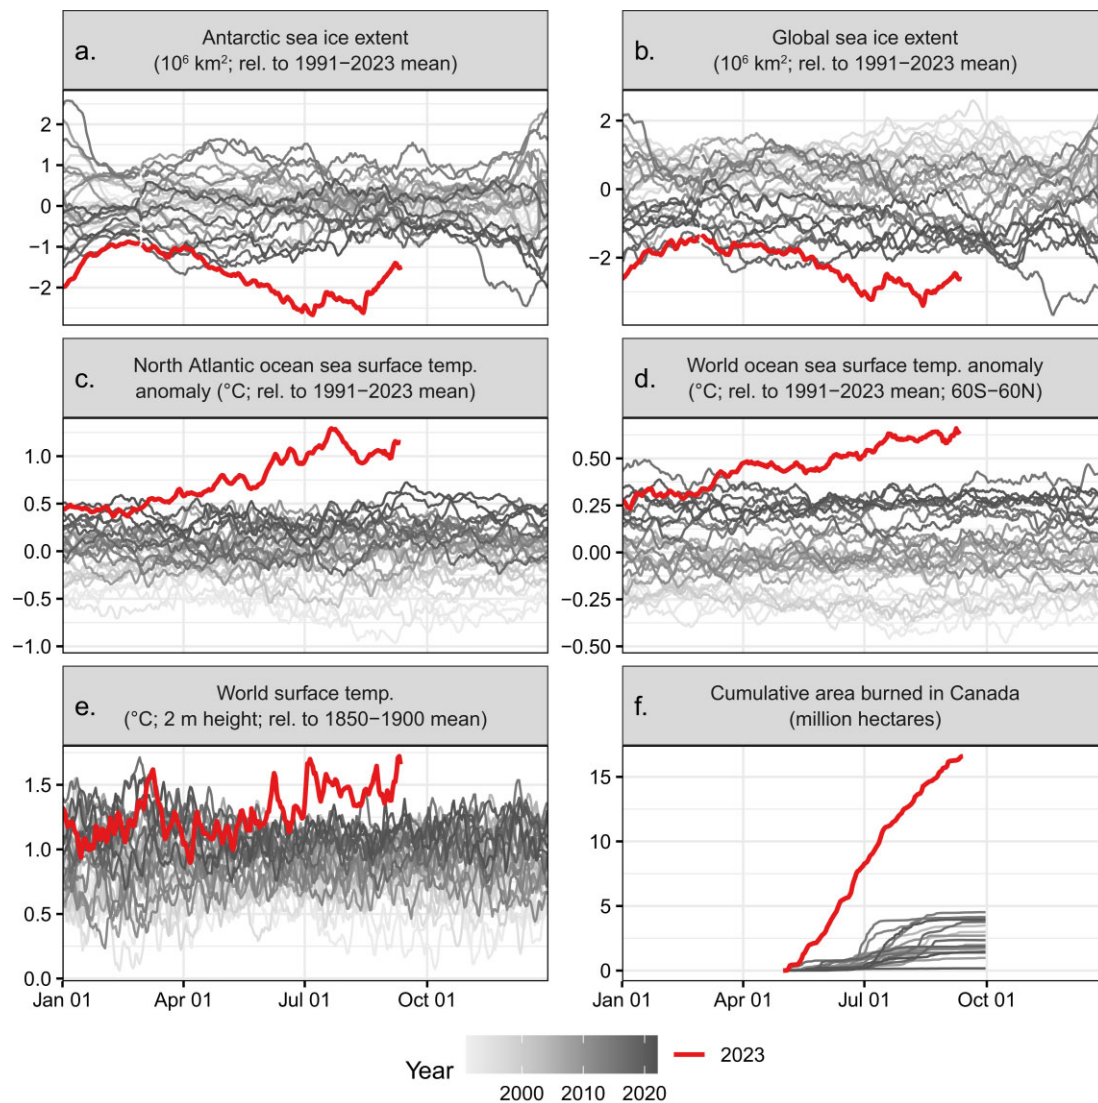 a.
Antarctic sea ice extent
(10⁶ km²; rel. to 1991−2023 mean)
b.
Global sea ice extent
(10⁶ km²; rel. to 1991−2023 mean)
2
1
0
−1
−2
2
0
−2
c.
North Atlantic ocean sea surface temp.
anomaly (°C; rel. to 1991−2023 mean)
d.
World ocean sea surface temp. anomaly
(°C; rel. to 1991−2023 mean; 60S−60N)
1.0
0.5
0.0
−0.5
−1.0
0.50
0.25
0.00
−0.25
−0.50
e.
World surface temp.
(°C; 2 m height; rel. to 1850−1900 mean)
f.
Cumulative area burned in Canada
(million hectares)
1.5
1.0
0.5
0.0
15
10
5
0
Jan 01 Apr 01 Jul 01 Oct 01
Jan 01 Apr 01 Jul 01 Oct 01
Year
2000 2010 2020
2023